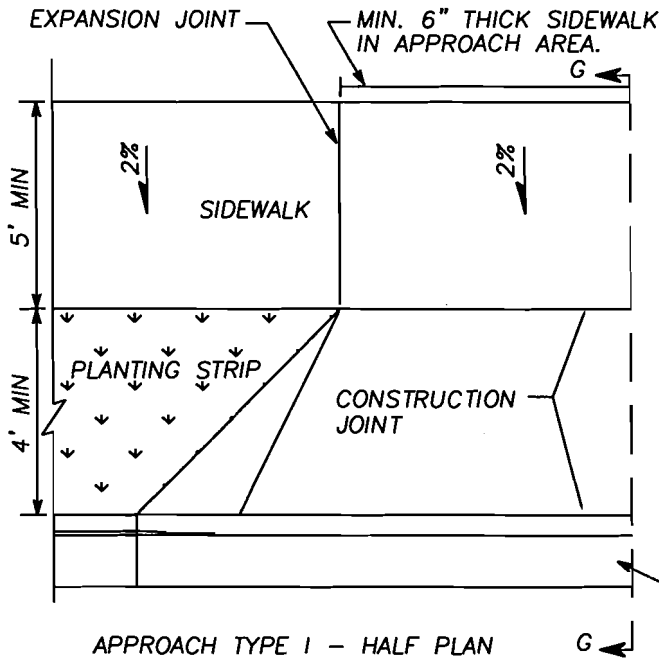 EXPANSION JOINT
MIN. 6" THICK SIDEWALK
IN APPROACH AREA.
G
2%
2%
SIDEWALK
5' MIN
PLANTING STRIP
CONSTRUCTION
JOINT
4' MIN
APPROACH TYPE I - HALF PLAN
G